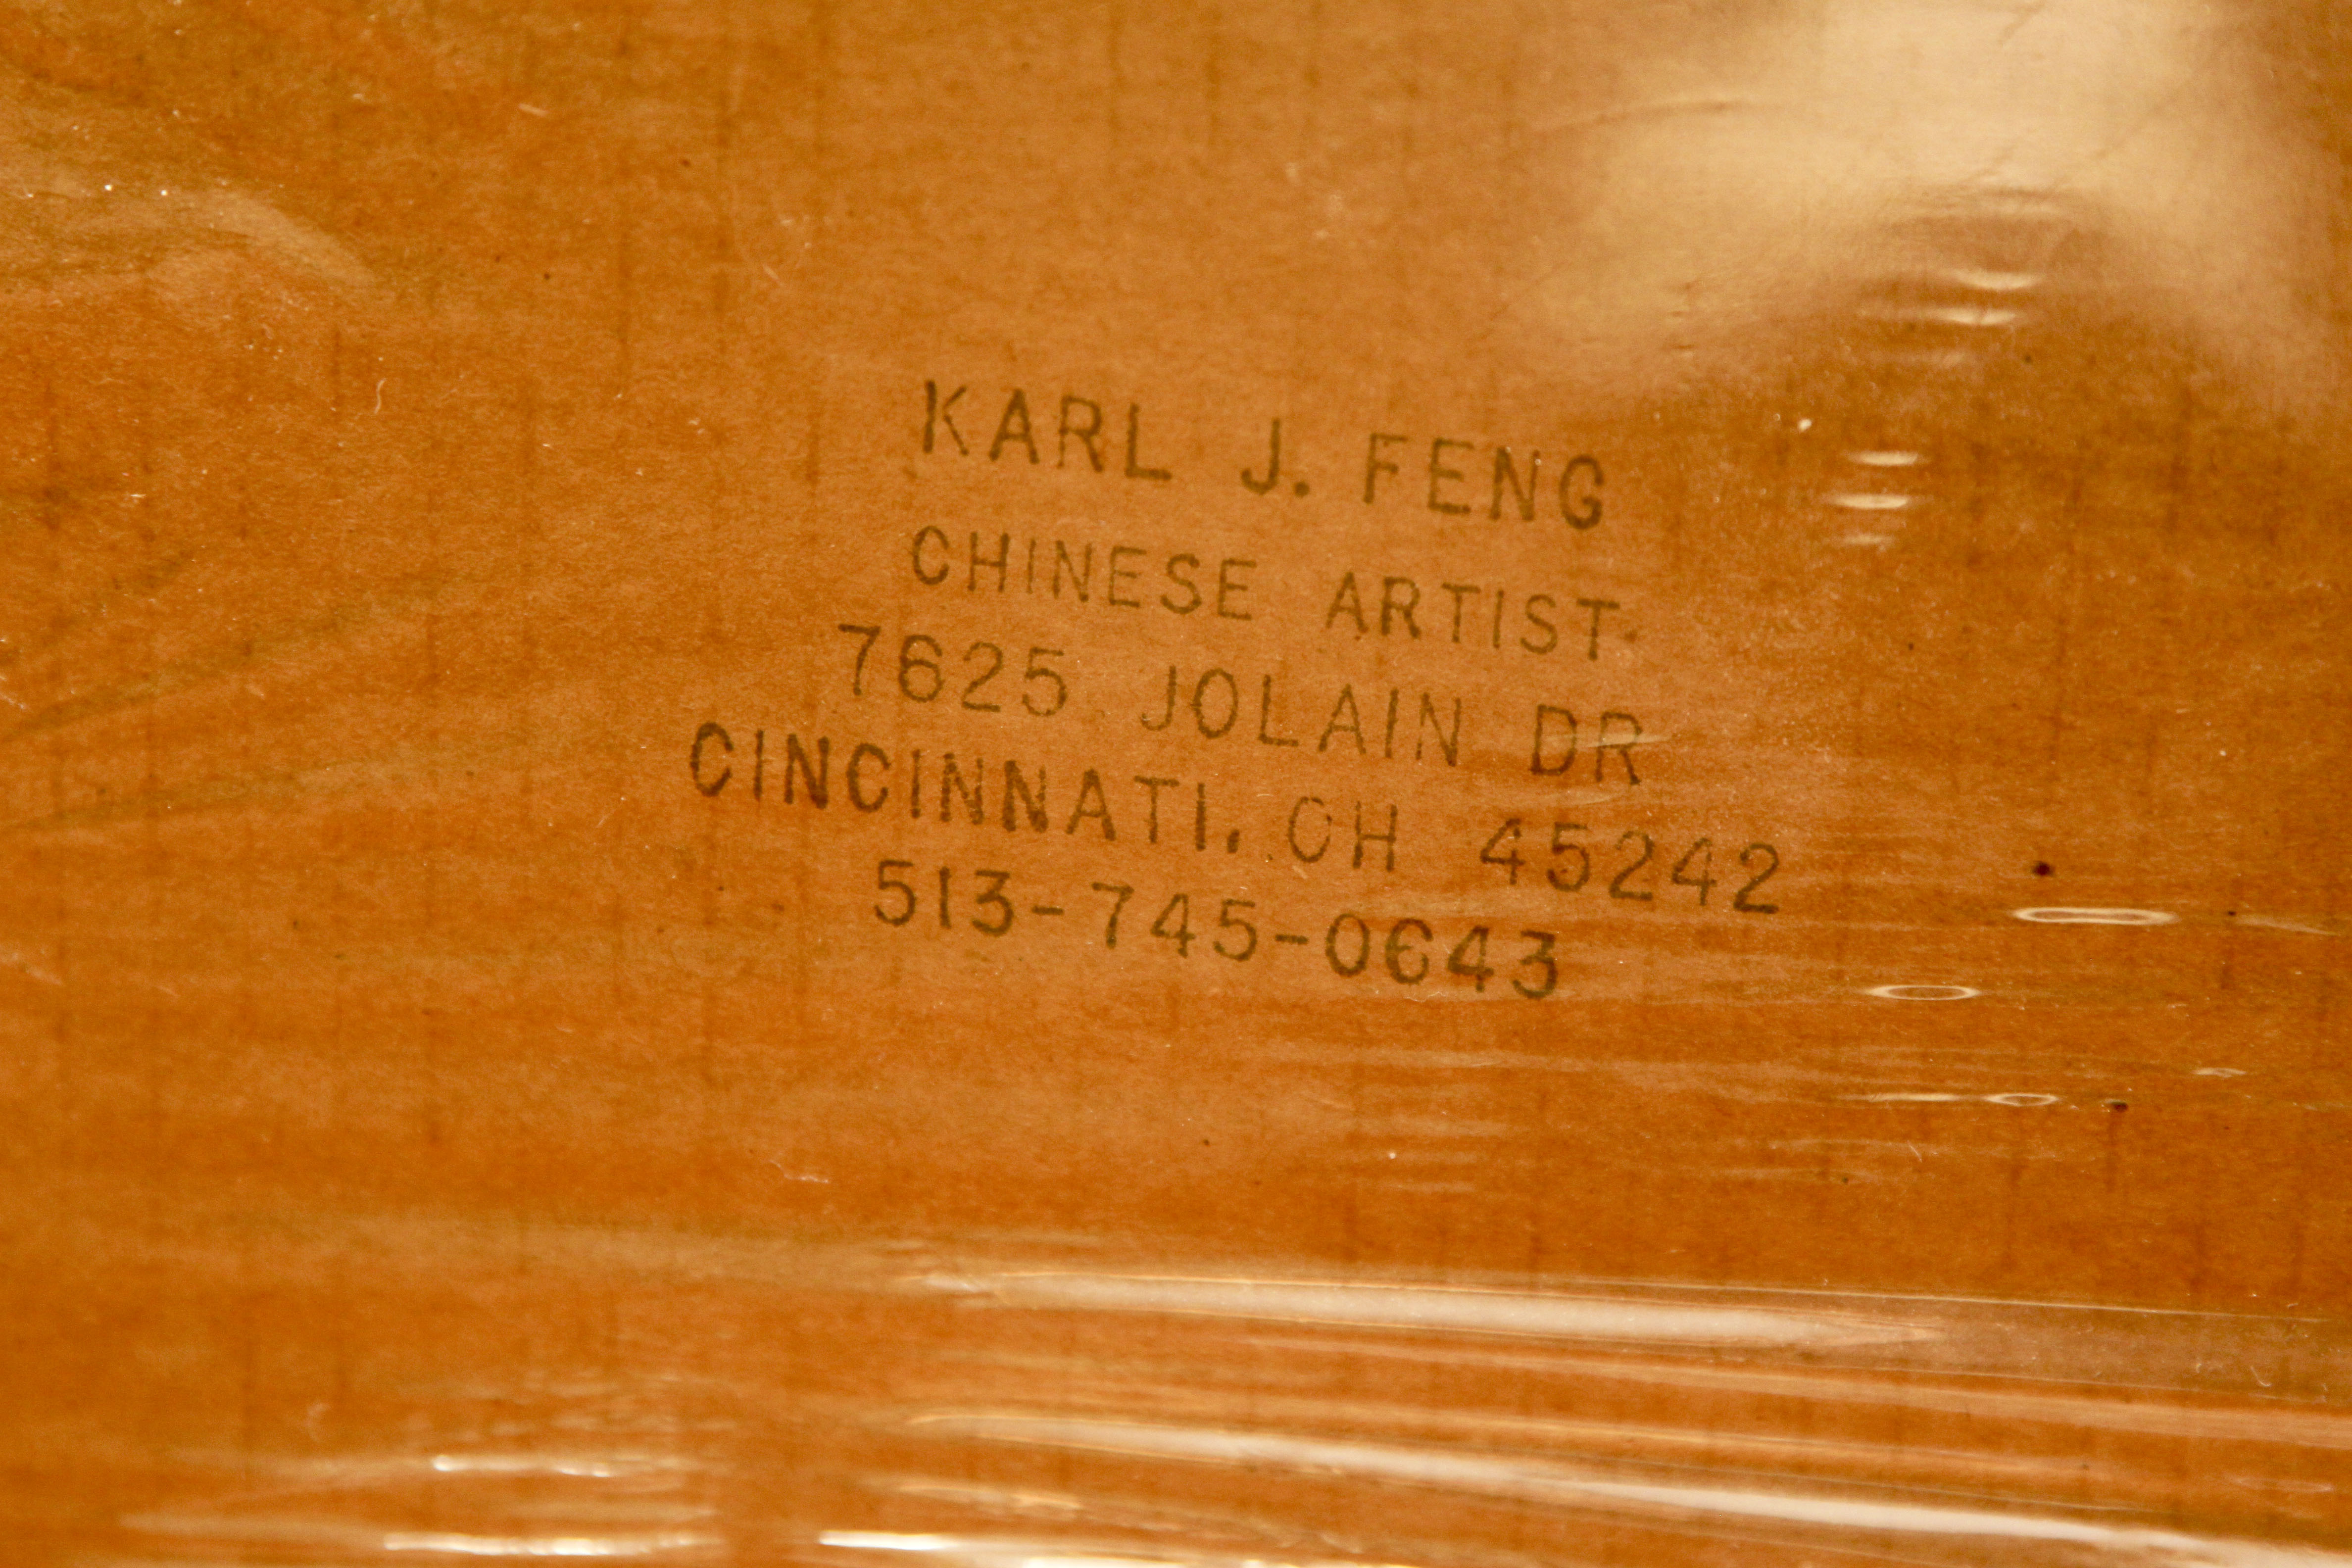 KARL J. FENG
CHINESE ARTIST
7625 JOLAIN DR
CINCINNATI, OH 45242
513-745-0643